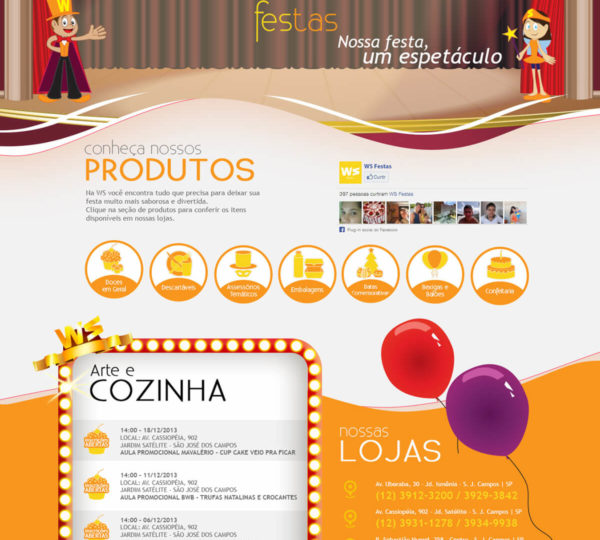 festas
Nossa festa,
um espetáculo
conheça nossos
PRODUTOS
Na WS você encontra tudo que precisa para deixar sua
festa muito mais saborosa e divertida.
Clique na seção de produtos para conferir os itens
disponíveis em nossas lojas.
WS Festas
Curtir
397 pessoas curtiram WS Festas
Plug-in social do Facebook
Doces
em Geral
Descartáveis
Assessórios
Temáticos
Embalagens
Datas
Comemorativas
Bexigas e
Balões
Confeitaria
WS
Arte e
COZINHA
14:00 - 18/12/2013
LOCAL: AV. CASSIOPÉIA, 902
JARDIM SATÉLITE - SÃO JOSÉ DOS CAMPOS
AULA PROMOCIONAL MAVALÉRIO - CUP CAKE VEIO PRA FICAR
14:00 - 11/12/2013
LOCAL: AV. CASSIOPÉIA, 902
JARDIM SATÉLITE - SÃO JOSÉ DOS CAMPOS
AULA PROMOCIONAL BWB - TRUFAS NATALINAS E CROCANTES
14:00 - 06/12/2013
LOCAL: AV. CASSIOPÉIA, 902
JARDIM SATÉLITE - SÃO JOSÉ DOS CAMPOS
nossas
LOJAS
Av. Uberaba, 30 - Jd. Ismênia - S. J. Campos | SP
(12) 3912-3200 / 3929-3842
Av. Cassiopéia, 902 - Jd. Satélite - S. J. Campos | SP
(12) 3931-1278 / 3934-9938